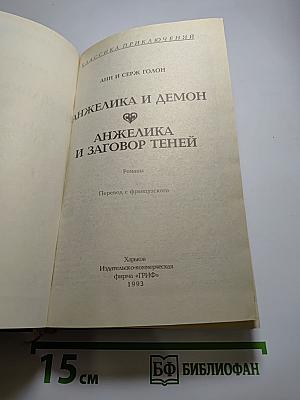 КЛАССИКА ПРИКЛЮЧЕНИЙ
АНН И СЕРЖ ГОЛОН
АНЖЕЛИКА И ДЕМОН
АНЖЕЛИКА
И ЗАГОВОР ТЕНЕЙ
Романы
Перевод с французского
Харьков
Издательско-коммерческая
фирма «ГРИФ»
1993
15 см
БФ БИБЛИОФАН